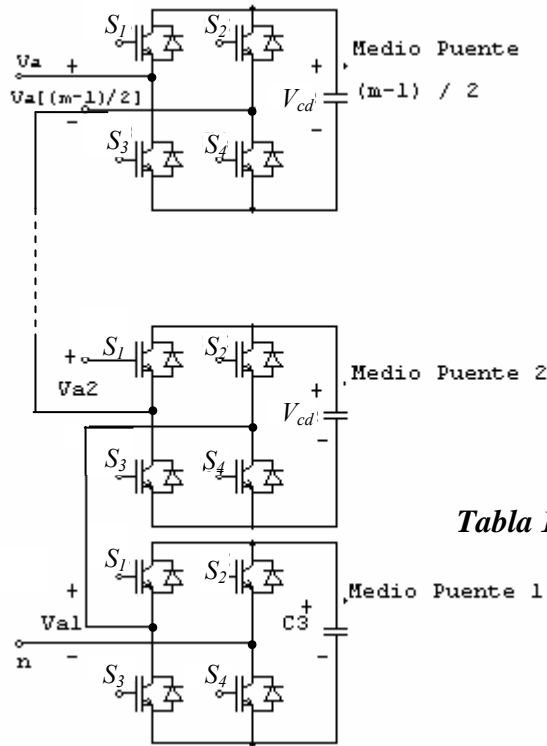 S1 S2
Va + + Medio Puente
Va[(m-1)/2] Vcd (m-1) / 2
- -
S3 S4
+ S1 S2 +
Va2 Vcd Medio Puente 2
-
S3 S4
Tabla 1
S1 S2
+ + Medio Puente 1
Va1 C3
n - -
S3 S4